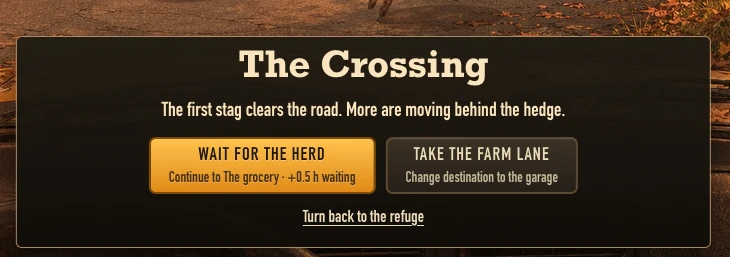 The Crossing
The first stag clears the road. More are moving behind the hedge.
WAIT FOR THE HERD
Continue to The grocery · +0.5 h waiting
TAKE THE FARM LANE
Change destination to the garage
Turn back to the refuge